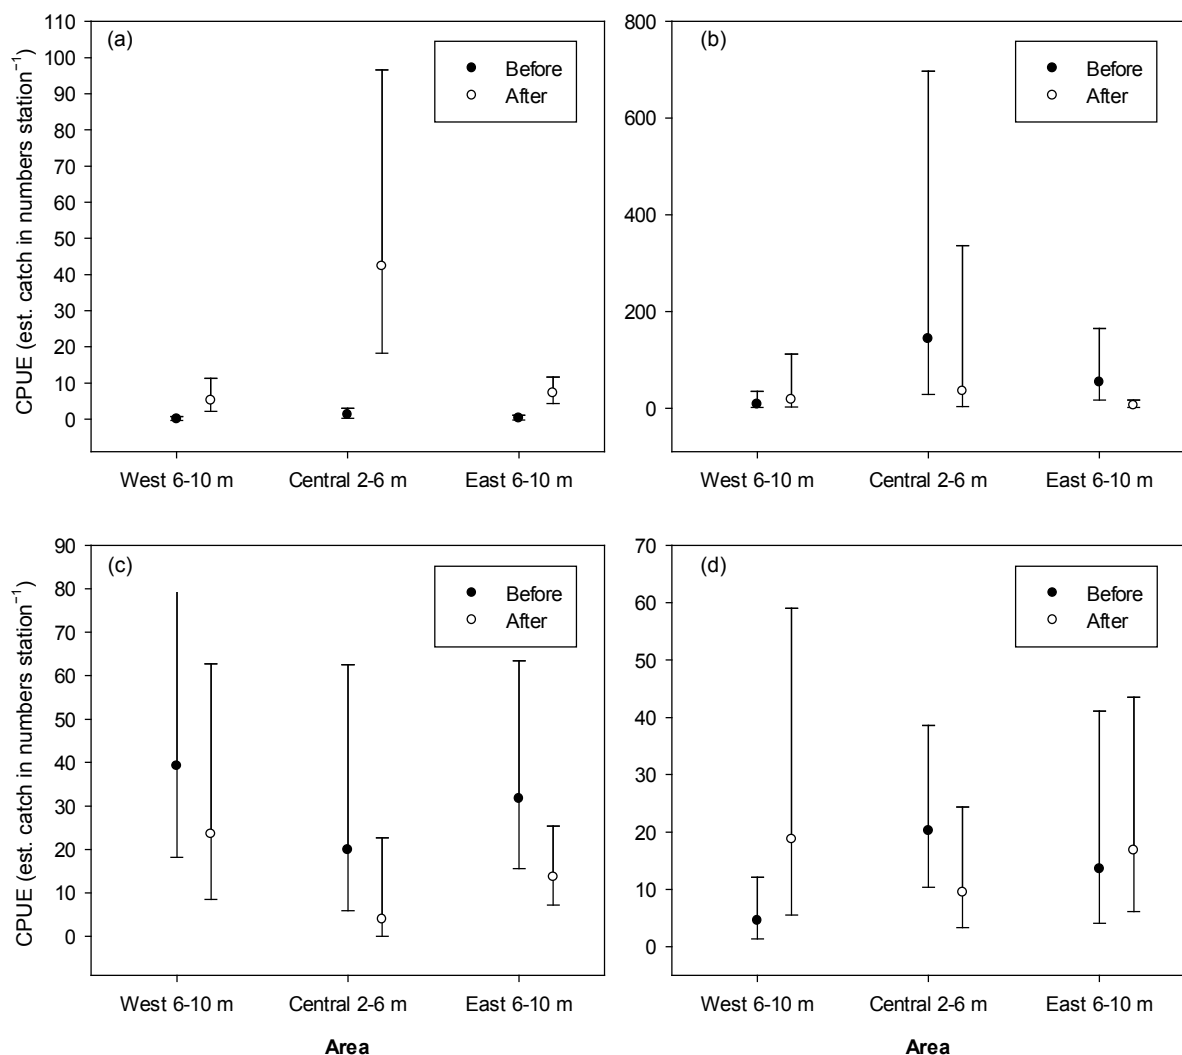 (a)
Before
After
CPUE (est. catch in numbers station⁻¹)
110
100
90
80
70
60
50
40
30
20
10
0
West 6-10 m
Central 2-6 m
East 6-10 m
(b)
Before
After
800
600
400
200
0
West 6-10 m
Central 2-6 m
East 6-10 m
(c)
Before
After
CPUE (est. catch in numbers station⁻¹)
90
80
70
60
50
40
30
20
10
0
West 6-10 m
Central 2-6 m
East 6-10 m
Area
(d)
Before
After
70
60
50
40
30
20
10
0
West 6-10 m
Central 2-6 m
East 6-10 m
Area